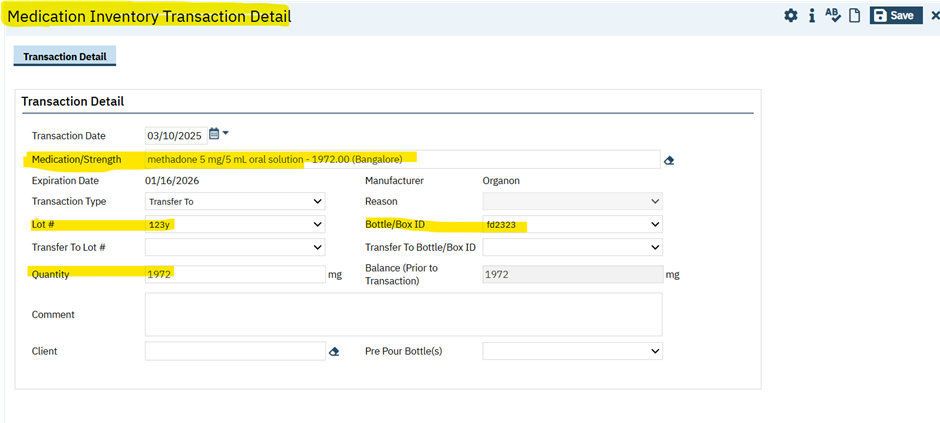 Medication Inventory Transaction Detail
AB
Save
Transaction Detail
Transaction Detail
Transaction Date 03/10/2025
Medication/Strength methadone 5 mg/5 mL oral solution - 1972.00 (Bangalore)
Expiration Date 01/16/2026 Manufacturer Organon
Transaction Type Transfer To Reason
Lot # 123y Bottle/Box ID fd2323
Transfer To Lot # Transfer To Bottle/Box ID
Quantity 1972 mg Balance (Prior to
Transaction) 1972 mg
Comment
Client Pre Pour Bottle(s)